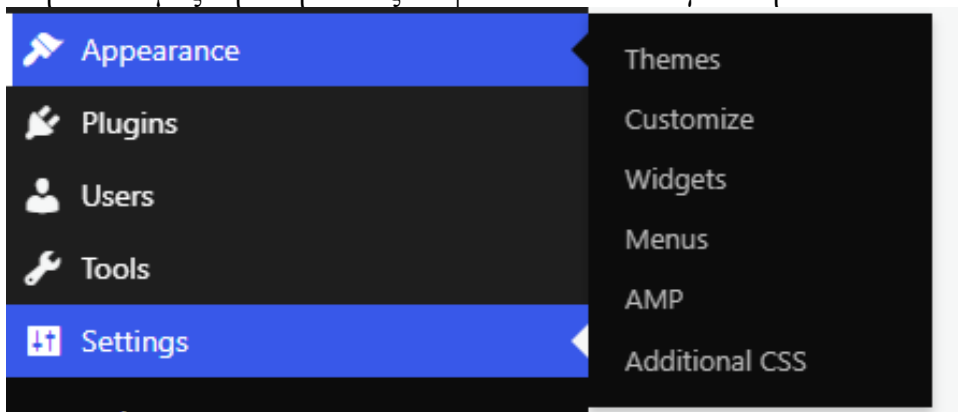 Appearance
Plugins
Users
Tools
Settings
Themes
Customize
Widgets
Menus
AMP
Additional CSS